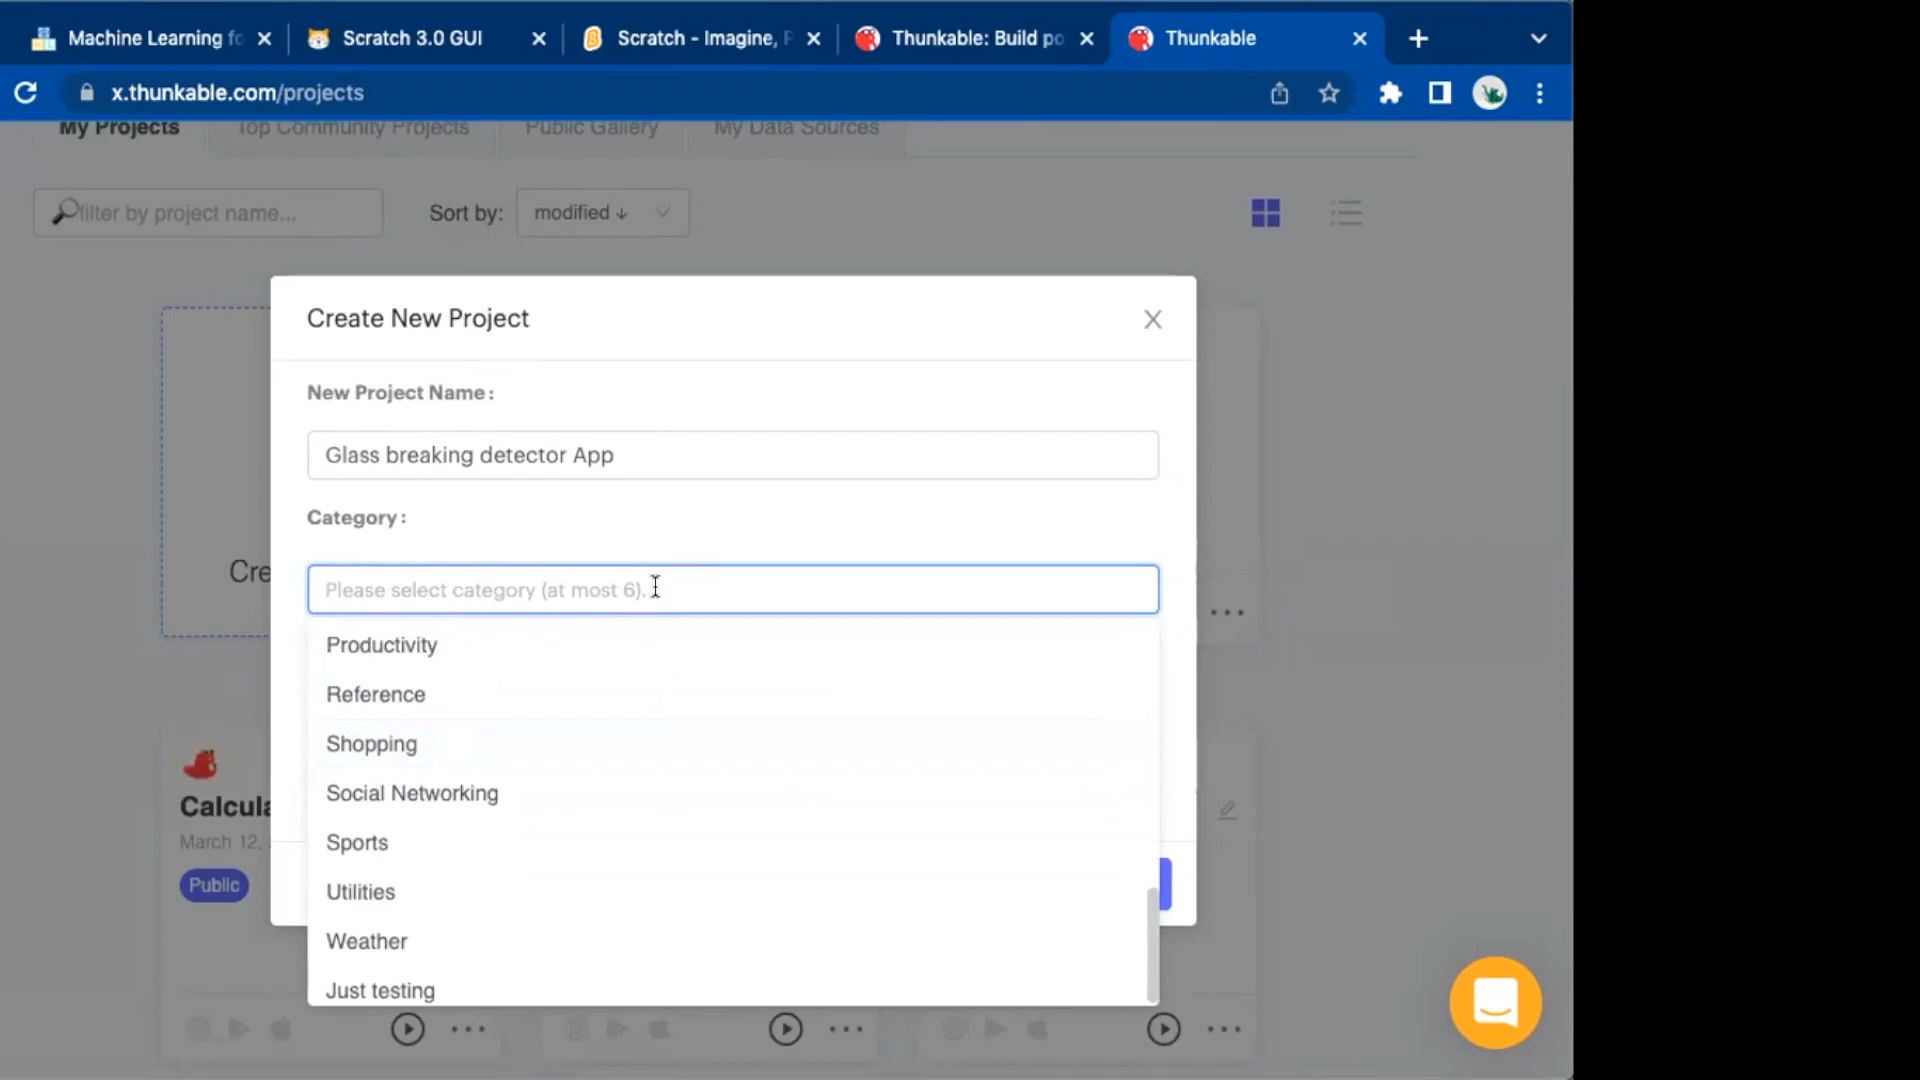 Machine Learning fo
Scratch 3.0 GUI
Scratch - Imagine, P
Thunkable: Build po
Thunkable
x.thunkable.com/projects
My Projects
Top Community Projects
Public Gallery
My Data Sources
filter by project name...
Sort by:
modified ↓
Create New Project
New Project Name:
Glass breaking detector App
Category:
Cre
Please select category (at most 6).
Productivity
Reference
Shopping
Social Networking
Sports
Utilities
Weather
Just testing
Calcula
March 12,
Public